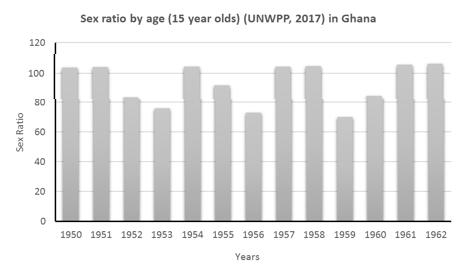 Sex ratio by age (15 year olds) (UNWPP, 2017) in Ghana
120
100
80
60
40
20
0
Sex Ratio
1950 1951 1952 1953 1954 1955 1956 1957 1958 1959 1960 1961 1962
Years